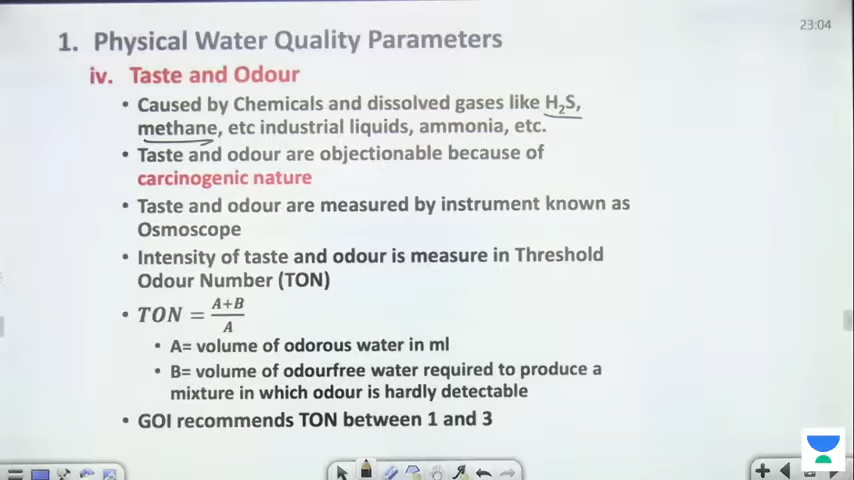 23:04
1. Physical Water Quality Parameters
iv. Taste and Odour
• Caused by Chemicals and dissolved gases like H₂S,
methane, etc industrial liquids, ammonia, etc.
• Taste and odour are objectionable because of
carcinogenic nature
• Taste and odour are measured by instrument known as
Osmoscope
• Intensity of taste and odour is measure in Threshold
Odour Number (TON)
• TON = (A+B)/A
• A= volume of odorous water in ml
• B= volume of odourfree water required to produce a
mixture in which odour is hardly detectable
• GOI recommends TON between 1 and 3